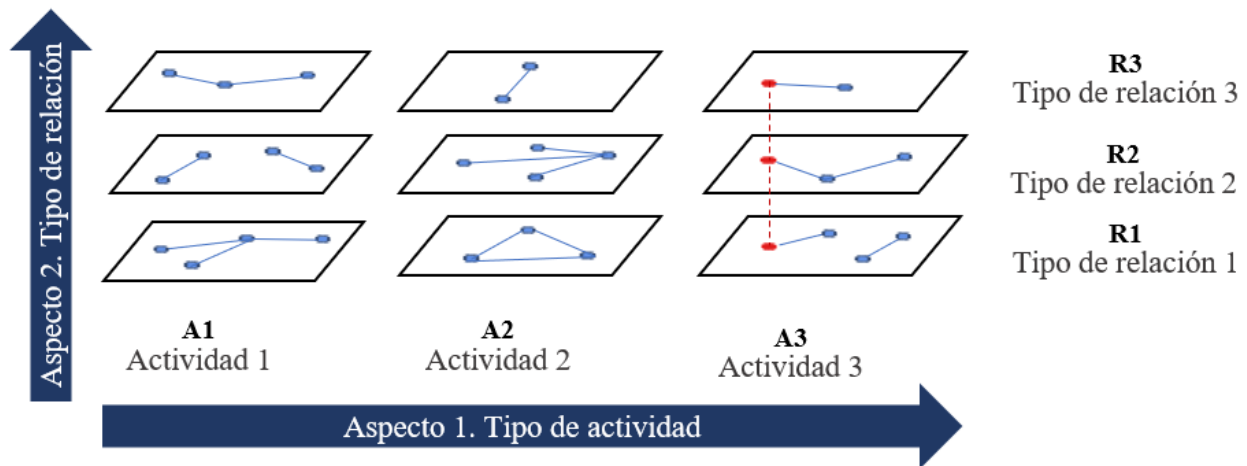 Aspecto 2. Tipo de relación
R3
Tipo de relación 3
R2
Tipo de relación 2
R1
Tipo de relación 1
A1
Actividad 1
A2
Actividad 2
A3
Actividad 3
Aspecto 1. Tipo de actividad